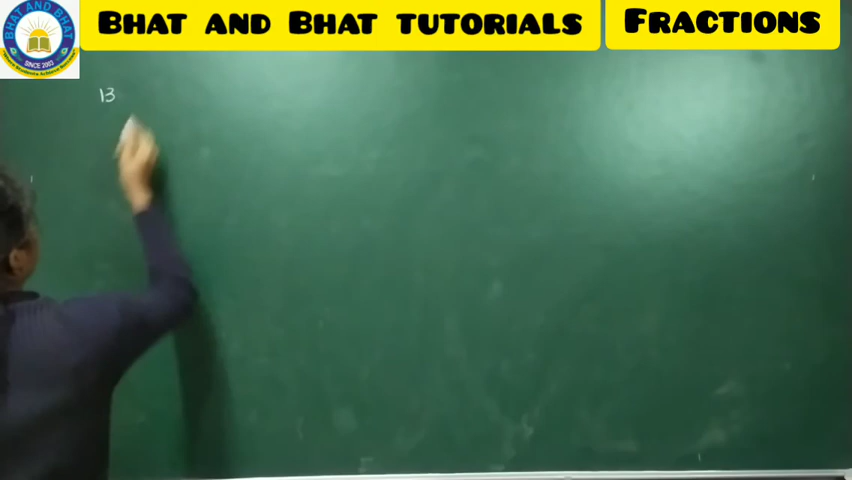 BHAT AND BHAT TUTORIALS
FRACTIONS
BHAT AND BHAT
SINCE 2003
13